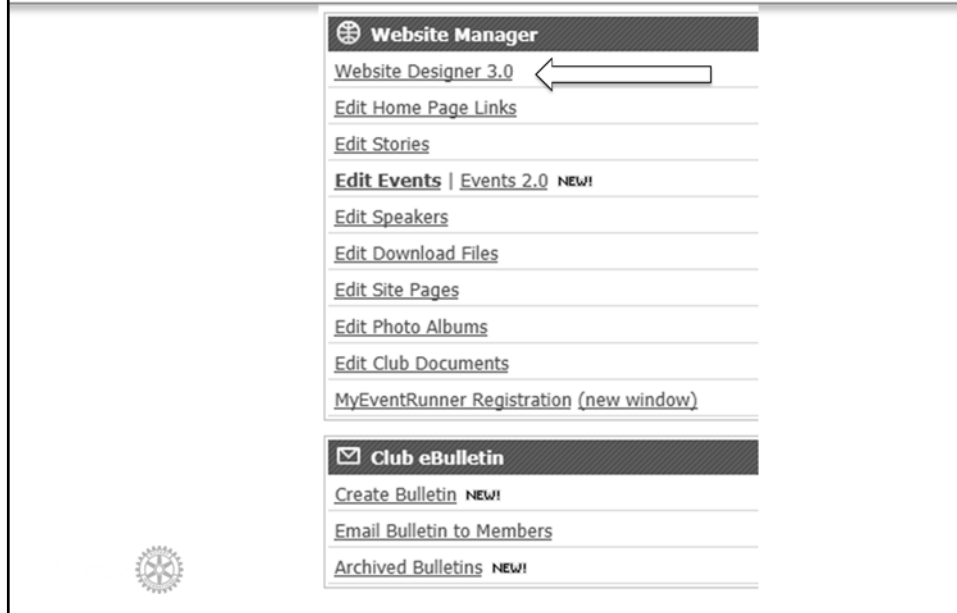 Website Manager
Website Designer 3.0
Edit Home Page Links
Edit Stories
Edit Events | Events 2.0 NEW!
Edit Speakers
Edit Download Files
Edit Site Pages
Edit Photo Albums
Edit Club Documents
MyEventRunner Registration (new window)
Club eBulletin
Create Bulletin NEW!
Email Bulletin to Members
Archived Bulletins NEW!